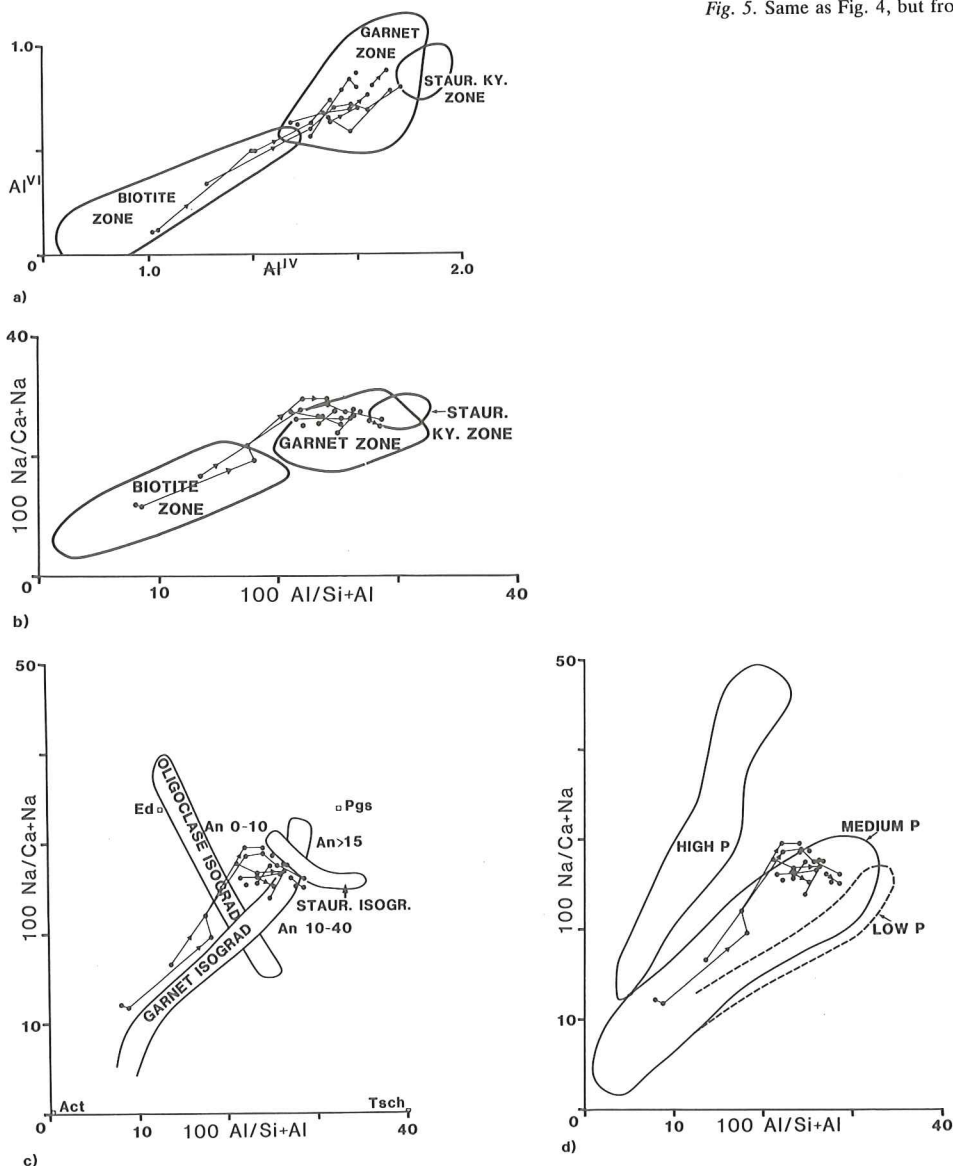 Fig. 5. Same as Fig. 4, but fro
1.0
GARNET
ZONE
STAUR. KY.
ZONE
Al^VI
BIOTITE
ZONE
0
1.0
Al^IV
2.0
a)
40
100 Na/Ca+Na
STAUR.
KY. ZONE
GARNET ZONE
BIOTITE
ZONE
0
10
100 Al/Si+Al
40
b)
50
100 Na/Ca+Na
OLIGOCLASE ISOGRAD
Ed
An 0-10
Pgs
An>15
STAUR. ISOGR.
An 10-40
GARNET ISOGRAD
10
Act
Tsch
0
10
100 Al/Si+Al
40
c)
50
100 Na/Ca+Na
HIGH P
MEDIUM P
LOW P
10
0
10
100 Al/Si+Al
40
d)